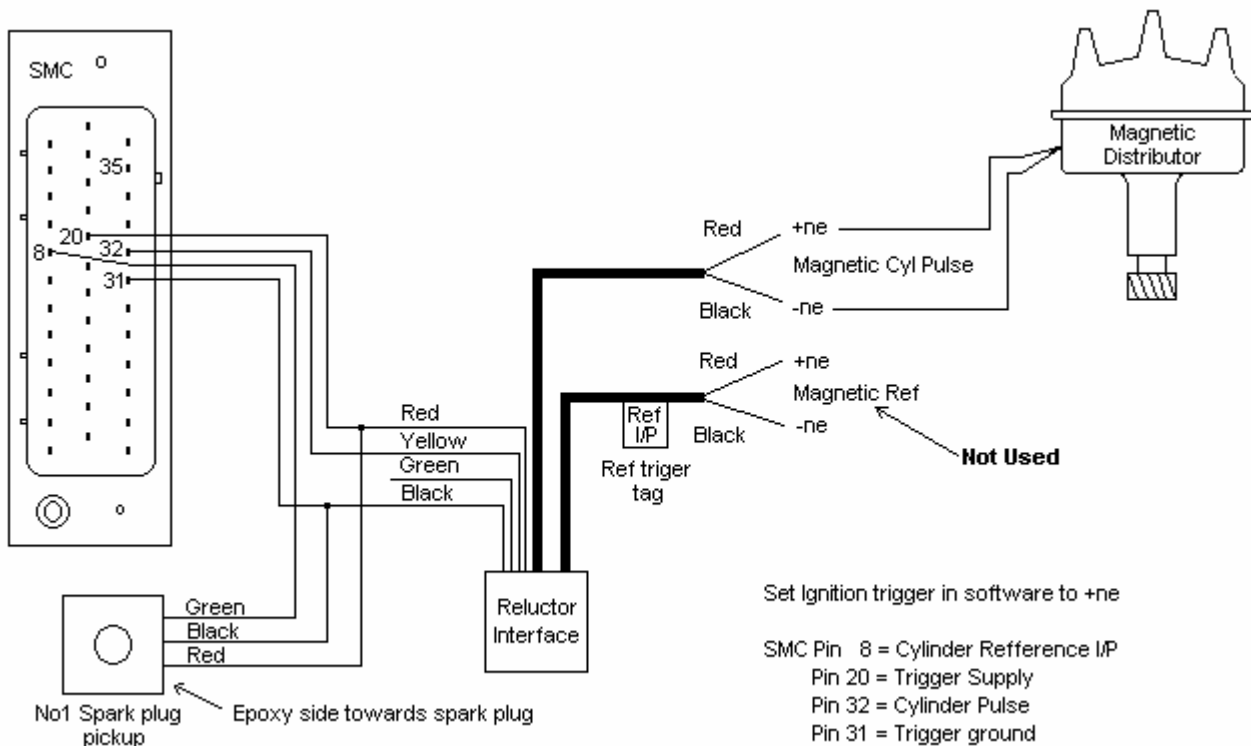 SMC
35
20
32
8
31
Magnetic
Distributor
Red
+ne
Magnetic Cyl Pulse
Black
-ne
Red
+ne
Magnetic Ref
Black
-ne
Not Used
Ref
I/P
Ref triger
tag
Red
Yellow
Green
Black
Reluctor
Interface
Green
Black
Red
No1 Spark plug
pickup
Epoxy side towards spark plug
Set Ignition trigger in software to +ne
SMC Pin 8 = Cylinder Refference I/P
Pin 20 = Trigger Supply
Pin 32 = Cylinder Pulse
Pin 31 = Trigger ground